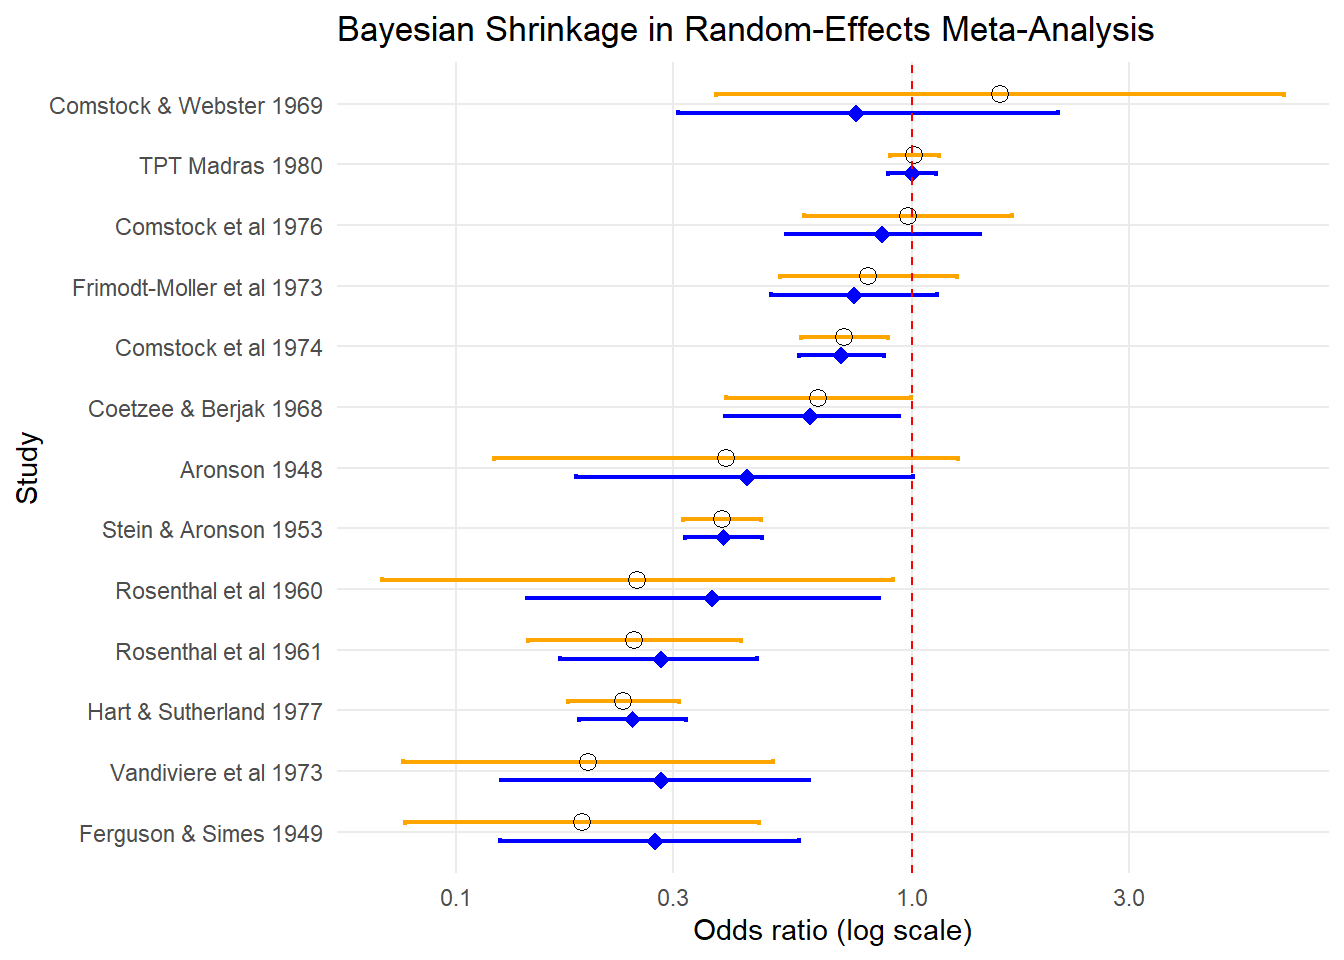 Bayesian Shrinkage in Random-Effects Meta-Analysis
Comstock & Webster 1969
TPT Madras 1980
Comstock et al 1976
Frimodt-Moller et al 1973
Comstock et al 1974
Coetzee & Berjak 1968
Aronson 1948
Stein & Aronson 1953
Rosenthal et al 1960
Rosenthal et al 1961
Hart & Sutherland 1977
Vandiviere et al 1973
Ferguson & Simes 1949
Study
0.1 0.3 1.0 3.0
Odds ratio (log scale)